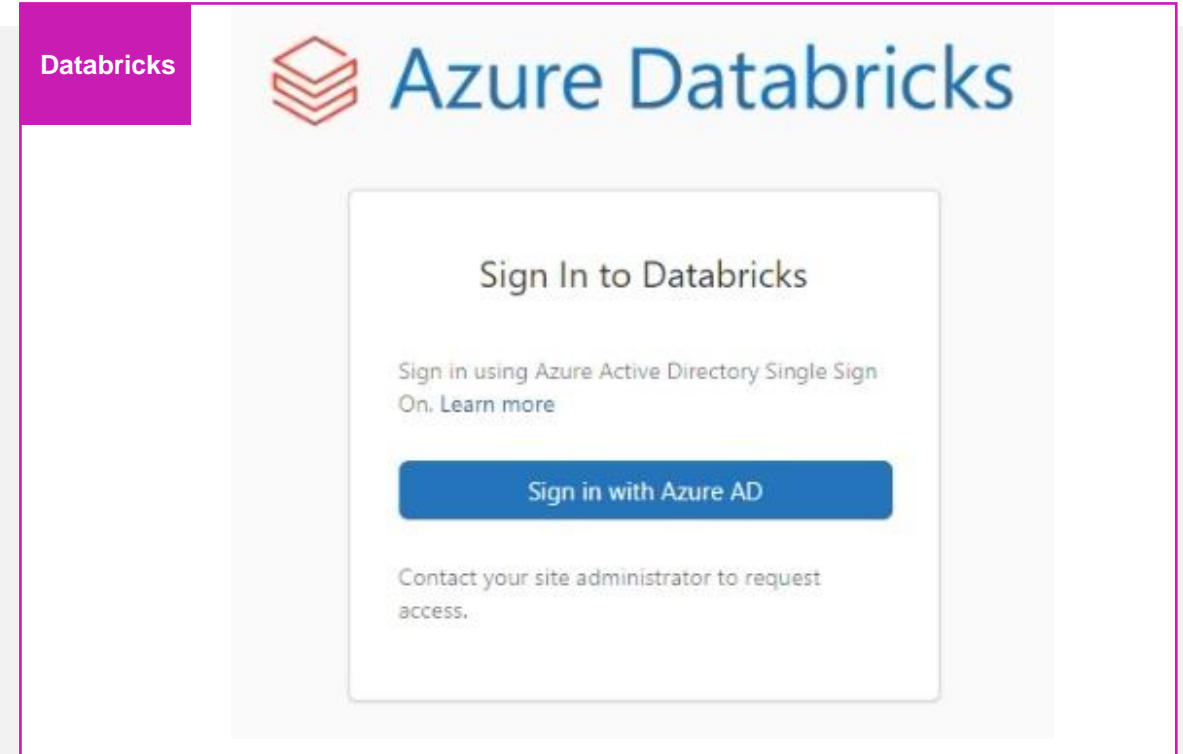 Databricks
Azure Databricks
Sign In to Databricks
Sign in using Azure Active Directory Single Sign
On. Learn more
Sign in with Azure AD
Contact your site administrator to request
access.